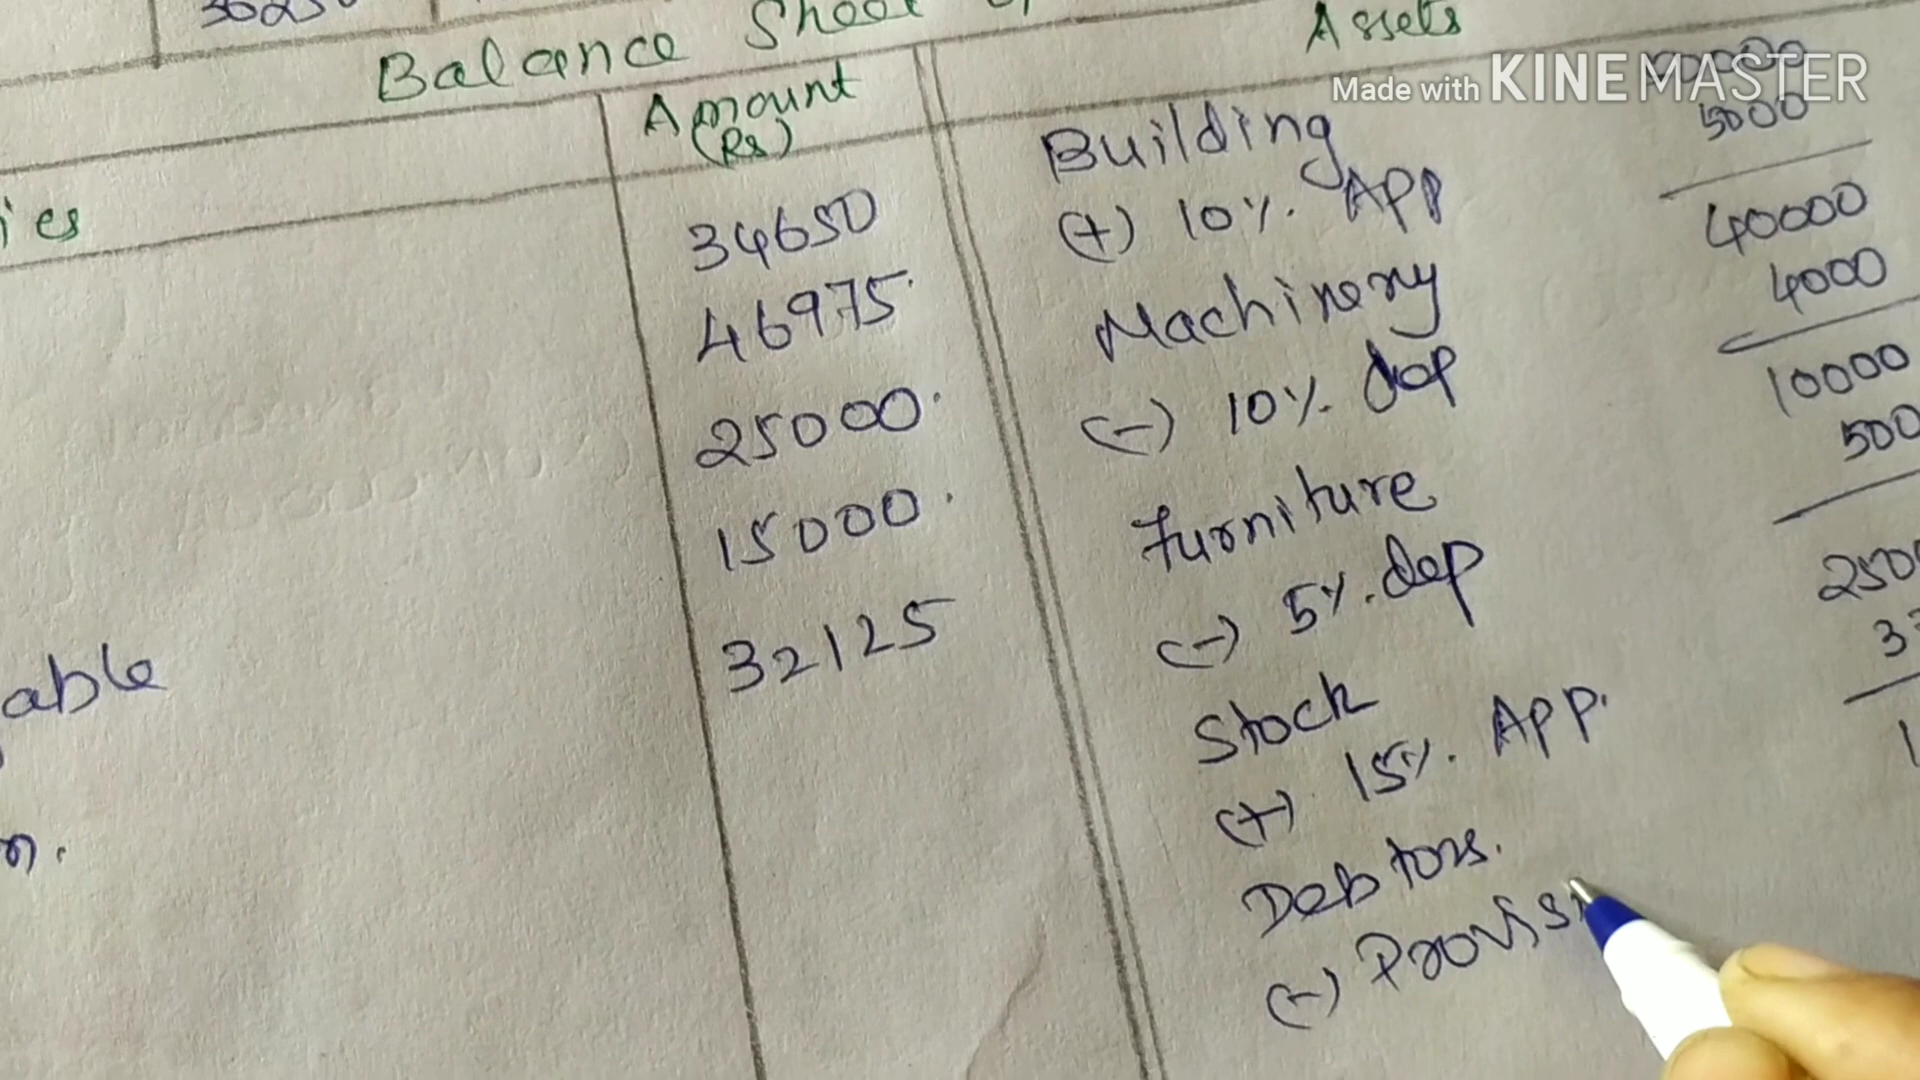 Balance Sheet
Assets
Made with KINEMASTER
Amount
(Rs)
ies
34650
46975
25000
15000
32125
able
n.
Building
5000
(+) 10%. APP
Machinery
40000
(-) 10%. dep
4000
Furniture
10000
(-) 5%. dep
500
Stock
(+) 15%. APP.
Debtors.
(-) Provisi